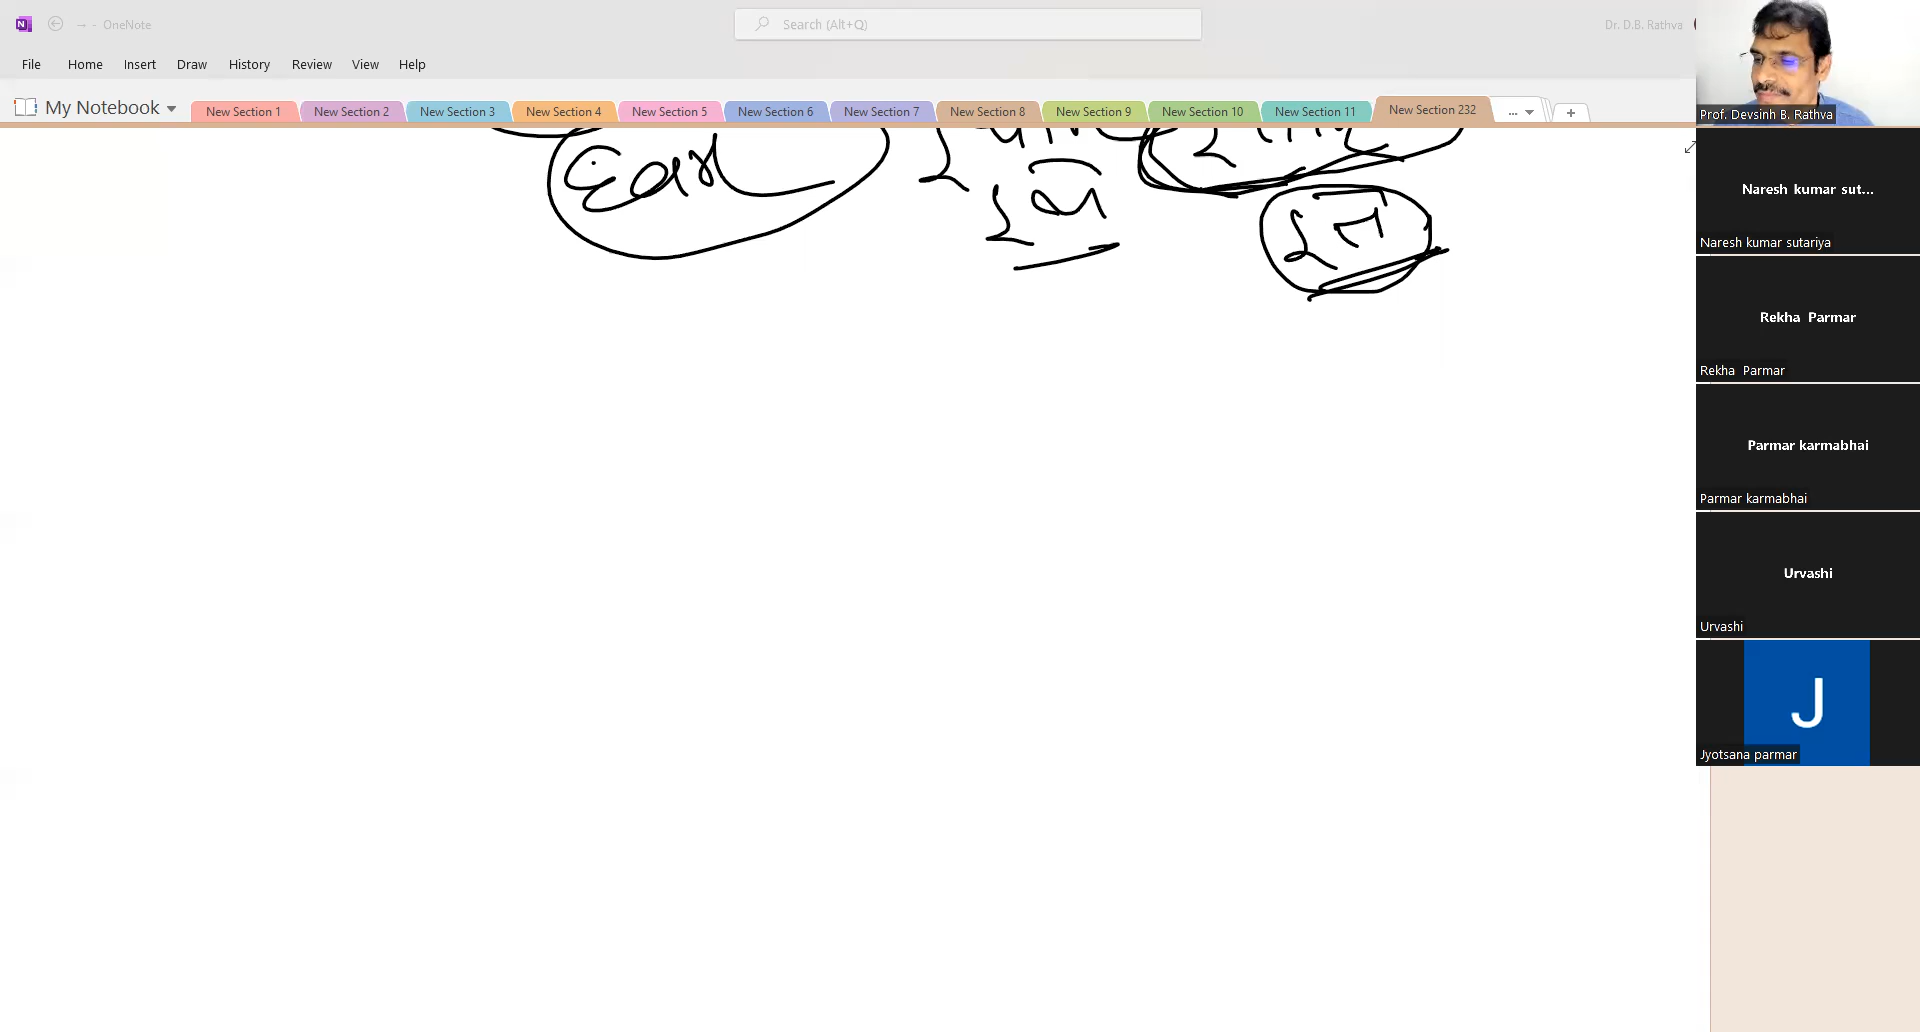 OneNote
Search (Alt+Q)
Dr. D.B. Rathva
File Home Insert Draw History Review View Help
My Notebook New Section 1 New Section 2 New Section 3 New Section 4 New Section 5 New Section 6 New Section 7 New Section 8 New Section 9 New Section 10 New Section 11 New Section 232 ... +
Ear
Prof. Devsinh B. Rathva
Naresh kumar sut...
Naresh kumar sutariya
Rekha Parmar
Rekha Parmar
Parmar karmabhai
Parmar karmabhai
Urvashi
Urvashi
J
Jyotsana parmar